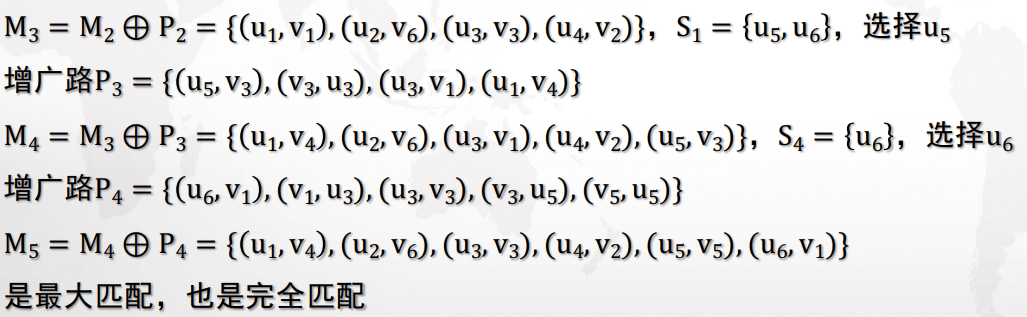 M₃ = M₂ ⊕ P₂ = {(u₁, v₁), (u₂, v₆), (u₃, v₃), (u₄, v₂)}，S₁ = {u₅, u₆}，选择u₅
增广路P₃ = {(u₅, v₃), (v₃, u₃), (u₃, v₁), (u₁, v₄)}
M₄ = M₃ ⊕ P₃ = {(u₁, v₄), (u₂, v₆), (u₃, v₁), (u₄, v₂), (u₅, v₃)}，S₄ = {u₆}，选择u₆
增广路P₄ = {(u₆, v₁), (v₁, u₃), (u₃, v₃), (v₃, u₅), (v₅, u₅)}
M₅ = M₄ ⊕ P₄ = {(u₁, v₄), (u₂, v₆), (u₃, v₃), (u₄, v₂), (u₅, v₅), (u₆, v₁)}
是最大匹配，也是完全匹配